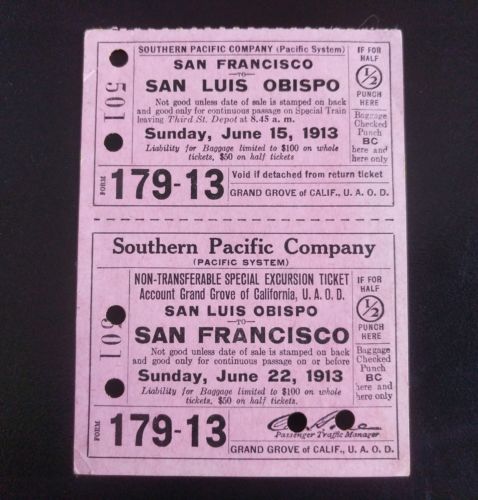 SOUTHERN PACIFIC COMPANY (Pacific System)
SAN FRANCISCO
TO
SAN LUIS OBISPO
Not good unless date of sale is stamped on back
and good only for continuous passage on Special Train
leaving Third St. Depot at 8.45 a. m.
Sunday, June 15, 1913
Liability for Baggage limited to $100 on whole
tickets, $50 on half tickets
IF FOR
HALF
1/2
PUNCH
HERE
Baggage
Checked
Punch
BC
here and
here only
501
FORM
179-13
Void if detached from return ticket
GRAND GROVE of CALIF., U. A. O. D.
Southern Pacific Company
(PACIFIC SYSTEM)
NON-TRANSFERABLE SPECIAL EXCURSION TICKET
Account Grand Grove of California, U. A. O. D.
SAN LUIS OBISPO
TO
SAN FRANCISCO
Not good unless date of sale is stamped on back
and good only for continuous passage on or before
Sunday, June 22, 1913
Liability for Baggage limited to $100 on whole
tickets, $50 on half tickets.
IF FOR
HALF
1/2
PUNCH
HERE
Baggage
Checked
Punch
BC
here and
here only
501
FORM
179-13
Passenger Traffic Manager
GRAND GROVE of CALIF., U. A. O. D.